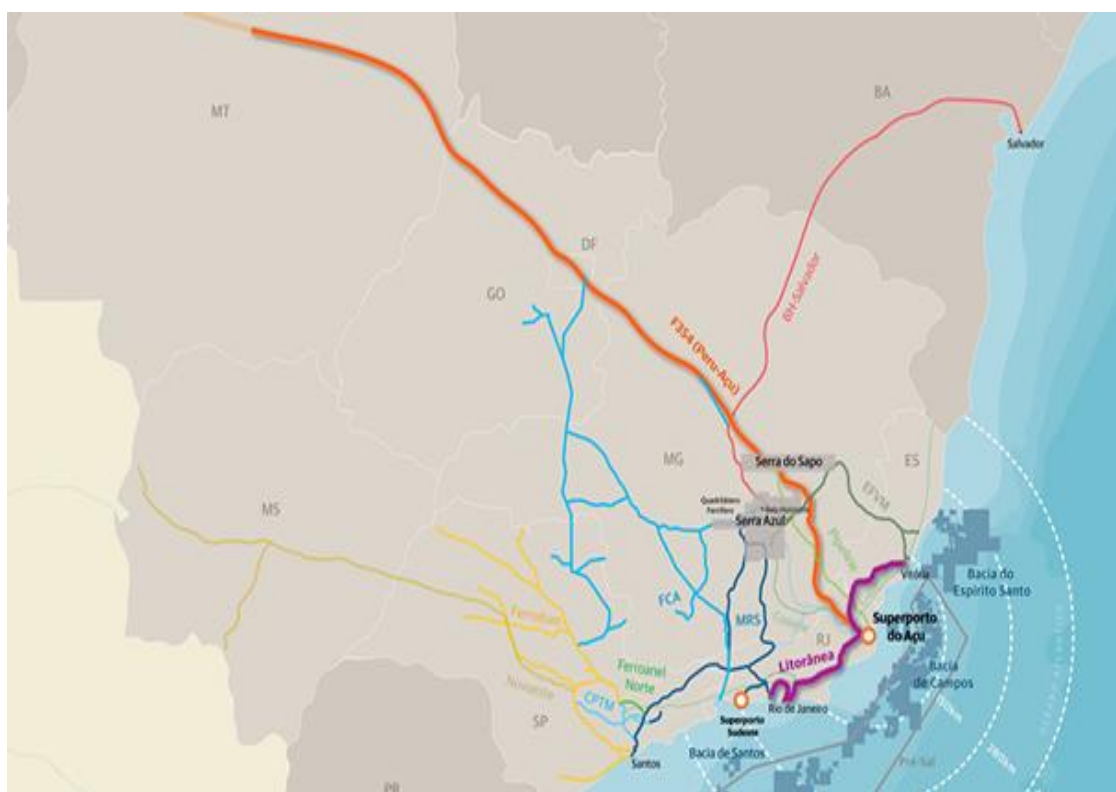 BA
MT
Salvador
DF
GO
BH-Salvador
F354 (Peru-Açu)
MG
Serra do Sapo
ES
EFVM
Quadrilátero
Ferrífero
Serra Azul
MS
Vitória
Bacia do
Espírito Santo
FCA
MRS
Superporto
do Açu
RJ
Ferroanel
Norte
Litorânea
Bacia
de Campos
Novoeste
CPTM
Rio de Janeiro
SP
Superporto
Sudeste
Bacia de Santos
Santos
Pré-Sal
PR